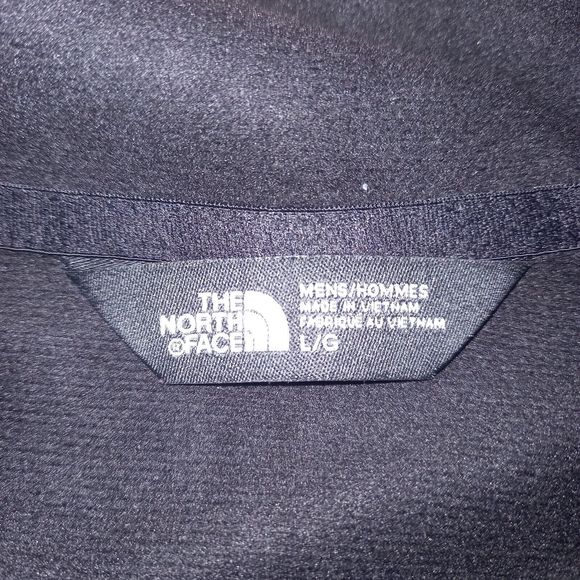 THE
NORTH
®FACE
MENS/HOMMES
MADE IN VIETNAM
FABRIQUE AU VIETNAM
L/G